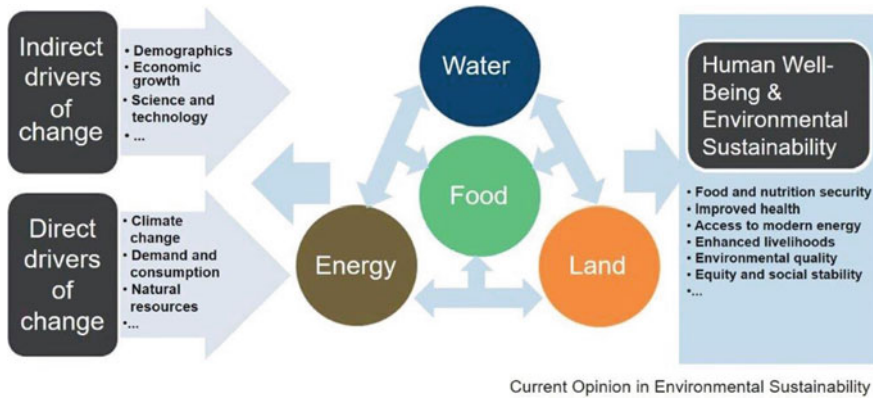 Indirect
drivers
of
change
• Demographics
• Economic
growth
• Science and
technology
• ...
Direct
drivers
of
change
• Climate
change
• Demand and
consumption
• Natural
resources
• ...
Water
Food
Energy
Land
Human Well-
Being &
Environmental
Sustainability
• Food and nutrition security
• Improved health
• Access to modern energy
• Enhanced livelihoods
• Environmental quality
• Equity and social stability
• ...
Current Opinion in Environmental Sustainability